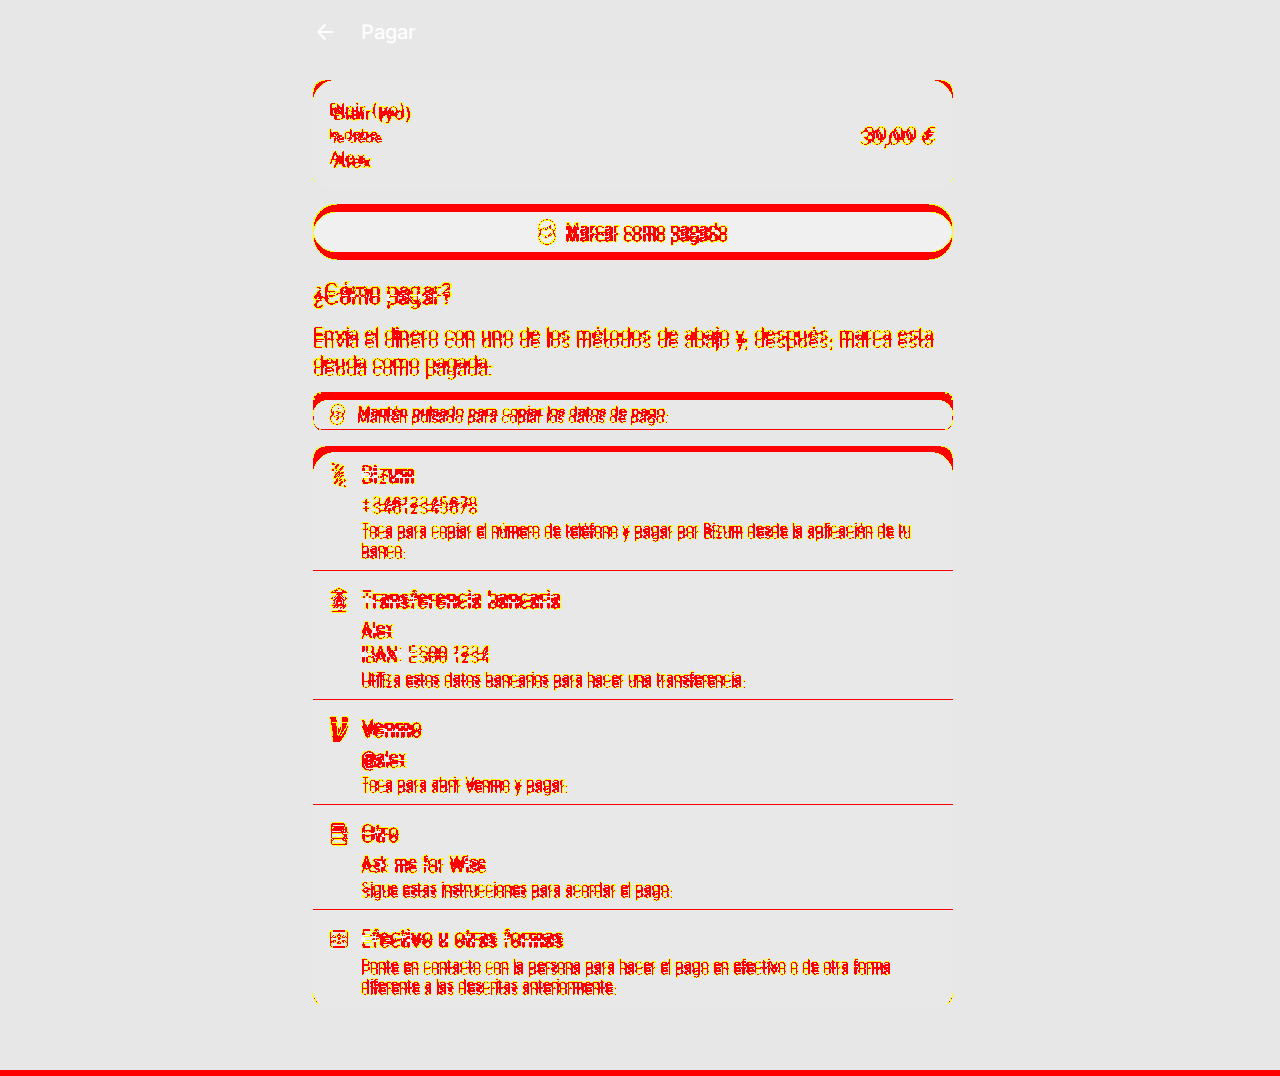 Pagar
Blair (yo)
le debe
Alex
30,00 €
Marcar como pagado
¿Cómo pagar?
Envía el dinero con uno de los métodos de abajo y, después, marca esta
deuda como pagada.
Mantén pulsado para copiar los datos de pago.
Bizum
+34612345678
Toca para copiar el número de teléfono y pagar por Bizum desde la aplicación de tu
banco.
Transferencia bancaria
Alex
IBAN: ES00 1234
Utiliza estos datos bancarios para hacer una transferencia.
Venmo
@alex
Toca para abrir Venmo y pagar.
Otro
Ask me for Wise
Sigue estas instrucciones para acordar el pago.
Efectivo u otras formas
Ponte en contacto con la persona para hacer el pago en efectivo o de otra forma
diferente a las descritas anteriormente.